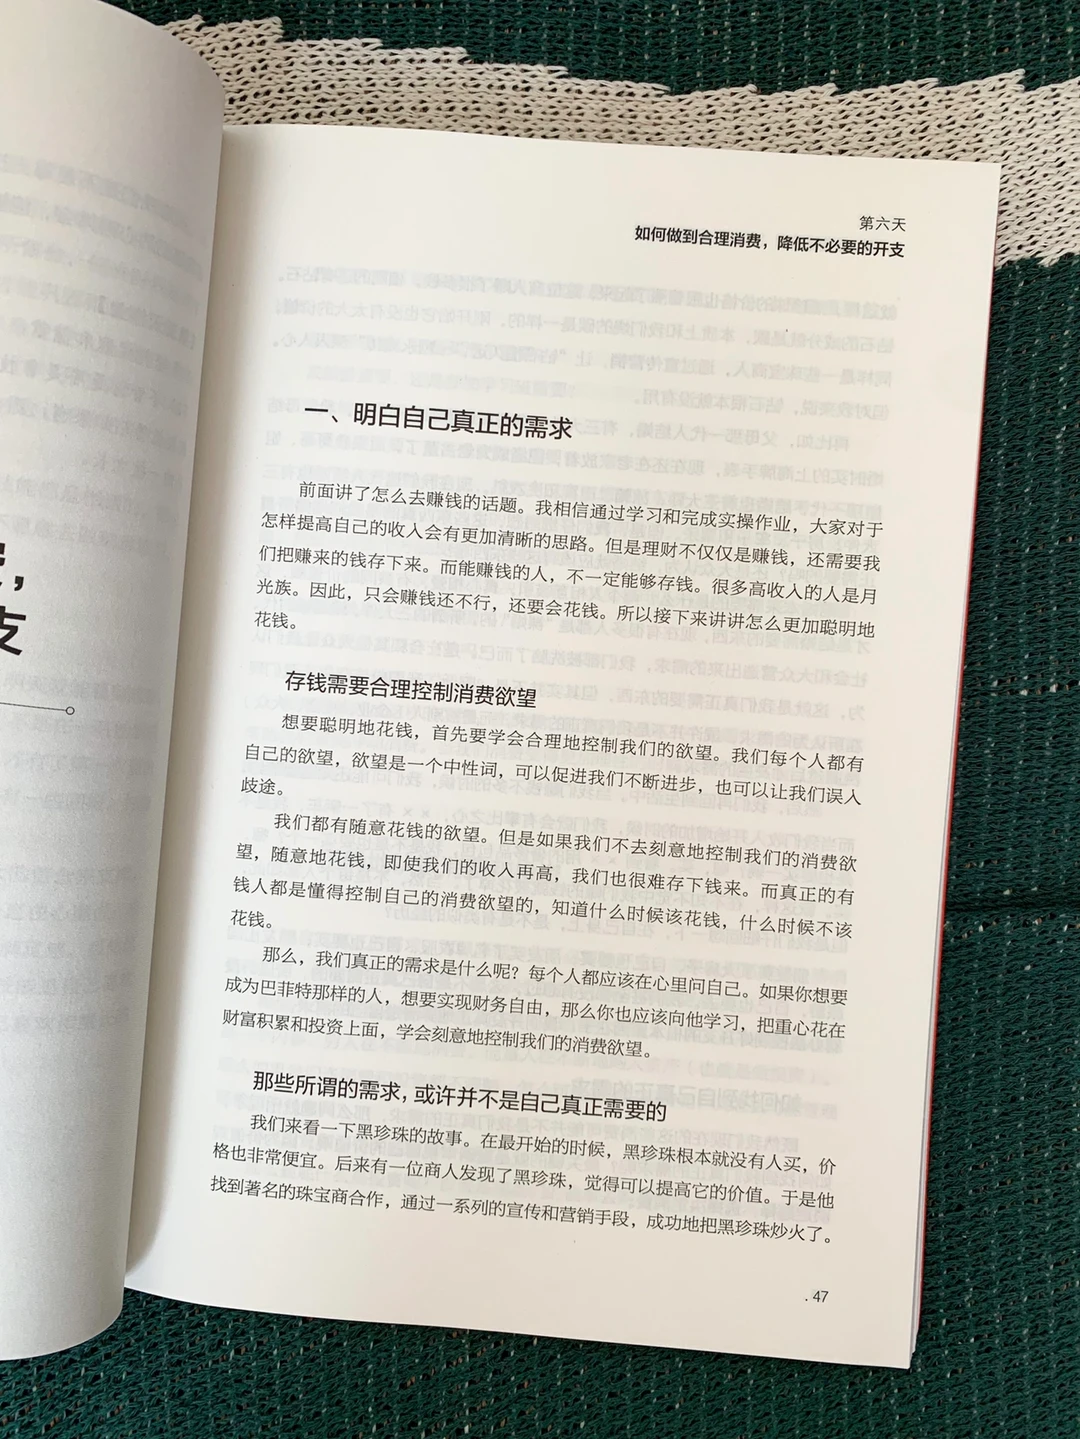 第六天
如何做到合理消费，降低不必要的开支
一、明白自己真正的需求
前面讲了怎么去赚钱的话题。我相信通过学习和完成实操作业，大家对于
怎样提高自己的收入会有更加清晰的思路。但是理财不仅仅是赚钱，还需要我
们把赚来的钱存下来。而能赚钱的人，不一定能够存钱。很多高收入的人是月
光族。因此，只会赚钱还不行，还要会花钱。所以接下来讲讲怎么更加聪明地
花钱。
存钱需要合理控制消费欲望
想要聪明地花钱，首先要学会合理地控制我们的欲望。我们每个人都有
自己的欲望，欲望是一个中性词，可以促进我们不断进步，也可以让我们误入
歧途。
我们都有随意花钱的欲望。但是如果我们不去刻意地控制我们的消费欲
望，随意地花钱，即使我们的收入再高，我们也很难存下钱来。而真正的有
钱人都是懂得控制自己的消费欲望的，知道什么时候该花钱，什么时候不该
花钱。
那么，我们真正的需求是什么呢？每个人都应该在心里问自己。如果你想要
成为巴菲特那样的人，想要实现财务自由，那么你也应该向他学习，把重心花在
财富积累和投资上面，学会刻意地控制我们的消费欲望。
那些所谓的需求，或许并不是自己真正需要的
我们来看一下黑珍珠的故事。在最开始的时候，黑珍珠根本就没有人买，价
格也非常便宜。后来有一位商人发现了黑珍珠，觉得可以提高它的价值。于是他
找到著名的珠宝商合作，通过一系列的宣传和营销手段，成功地把黑珍珠炒火了。
. 47
支